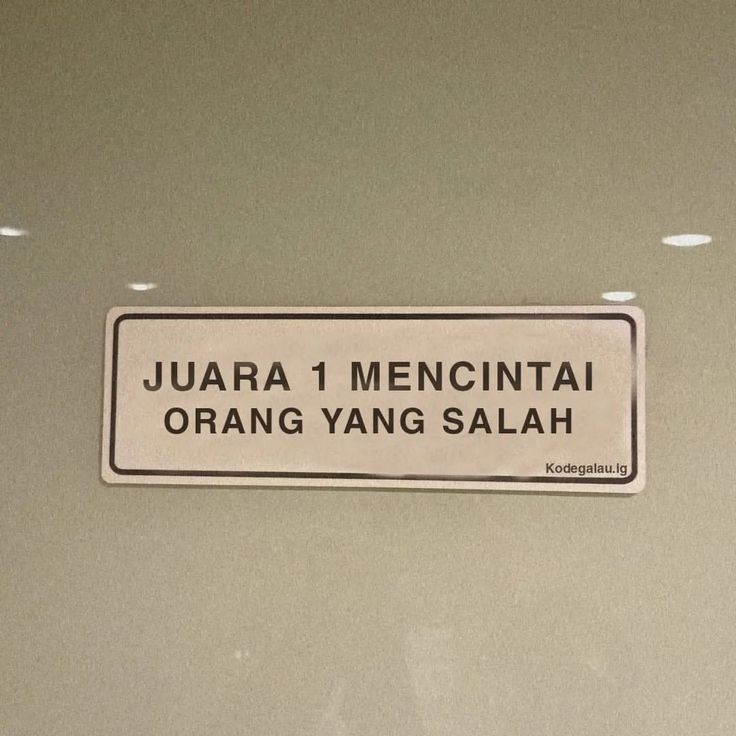 JUARA 1 MENCINTAI
ORANG YANG SALAH
Kodegalau.Ig